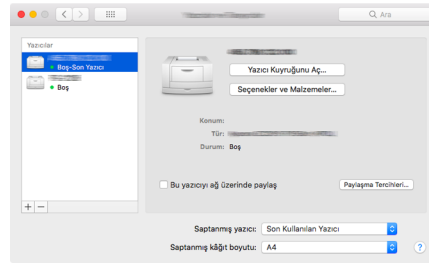 Ara
Yazıcılar
Boş-Son Yazıcı
Boş
Yazıcı Kuyruğunu Aç...
Seçenekler ve Malzemeler...
Konum:
Tür:
Durum: Boş
Bu yazıcıyı ağ üzerinde paylaş
Paylaşma Tercihleri...
Saptanmış yazıcı: Son Kullanılan Yazıcı
Saptanmış kâğıt boyutu: A4
?